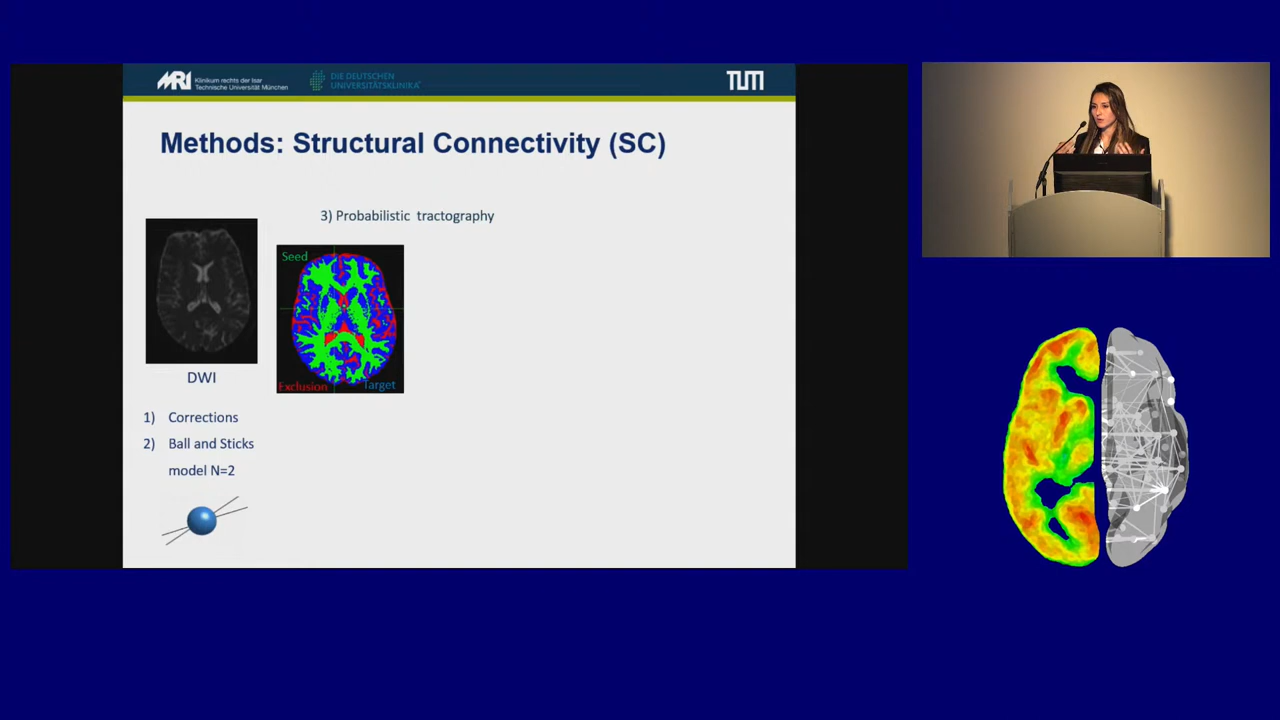 MRI
Klinikum rechts der Isar
Technische Universität München
DIE DEUTSCHEN
UNIVERSITÄTSKLINIKA®
TUM
Methods: Structural Connectivity (SC)
3) Probabilistic tractography
Seed
Exclusion
Target
DWI
1) Corrections
2) Ball and Sticks
model N=2